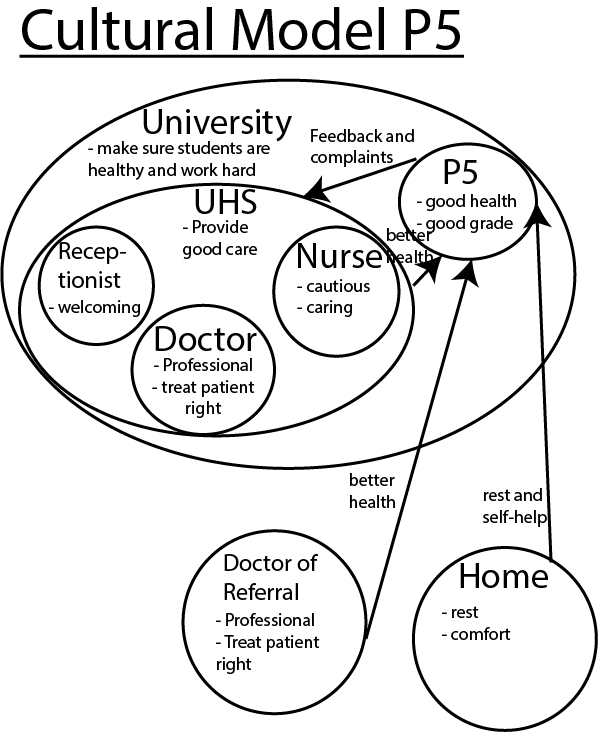 Cultural Model P5
University
- make sure students are
healthy and work hard
Feedback and
complaints
P5
- good health
- good grade
UHS
- Provide
good care
better
health
Recep-
tionist
- welcoming
Nurse
- cautious
- caring
Doctor
- Professional
- treat patient
right
better
health
rest and
self-help
Doctor of
Referral
- Professional
- Treat patient
right
Home
- rest
- comfort